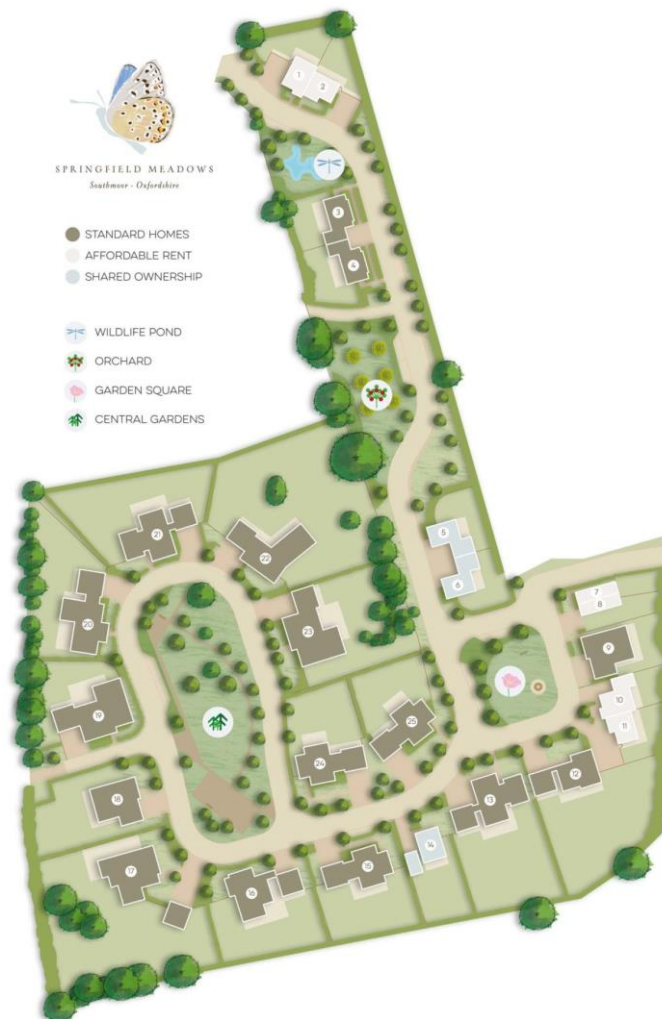 SPRINGFIELD MEADOWS
Southmoor - Oxfordshire
STANDARD HOMES
AFFORDABLE RENT
SHARED OWNERSHIP
WILDLIFE POND
ORCHARD
GARDEN SQUARE
CENTRAL GARDENS
1
2
3
4
5
6
7
8
9
10
11
12
13
14
15
16
17
18
19
20
21
22
23
24
25